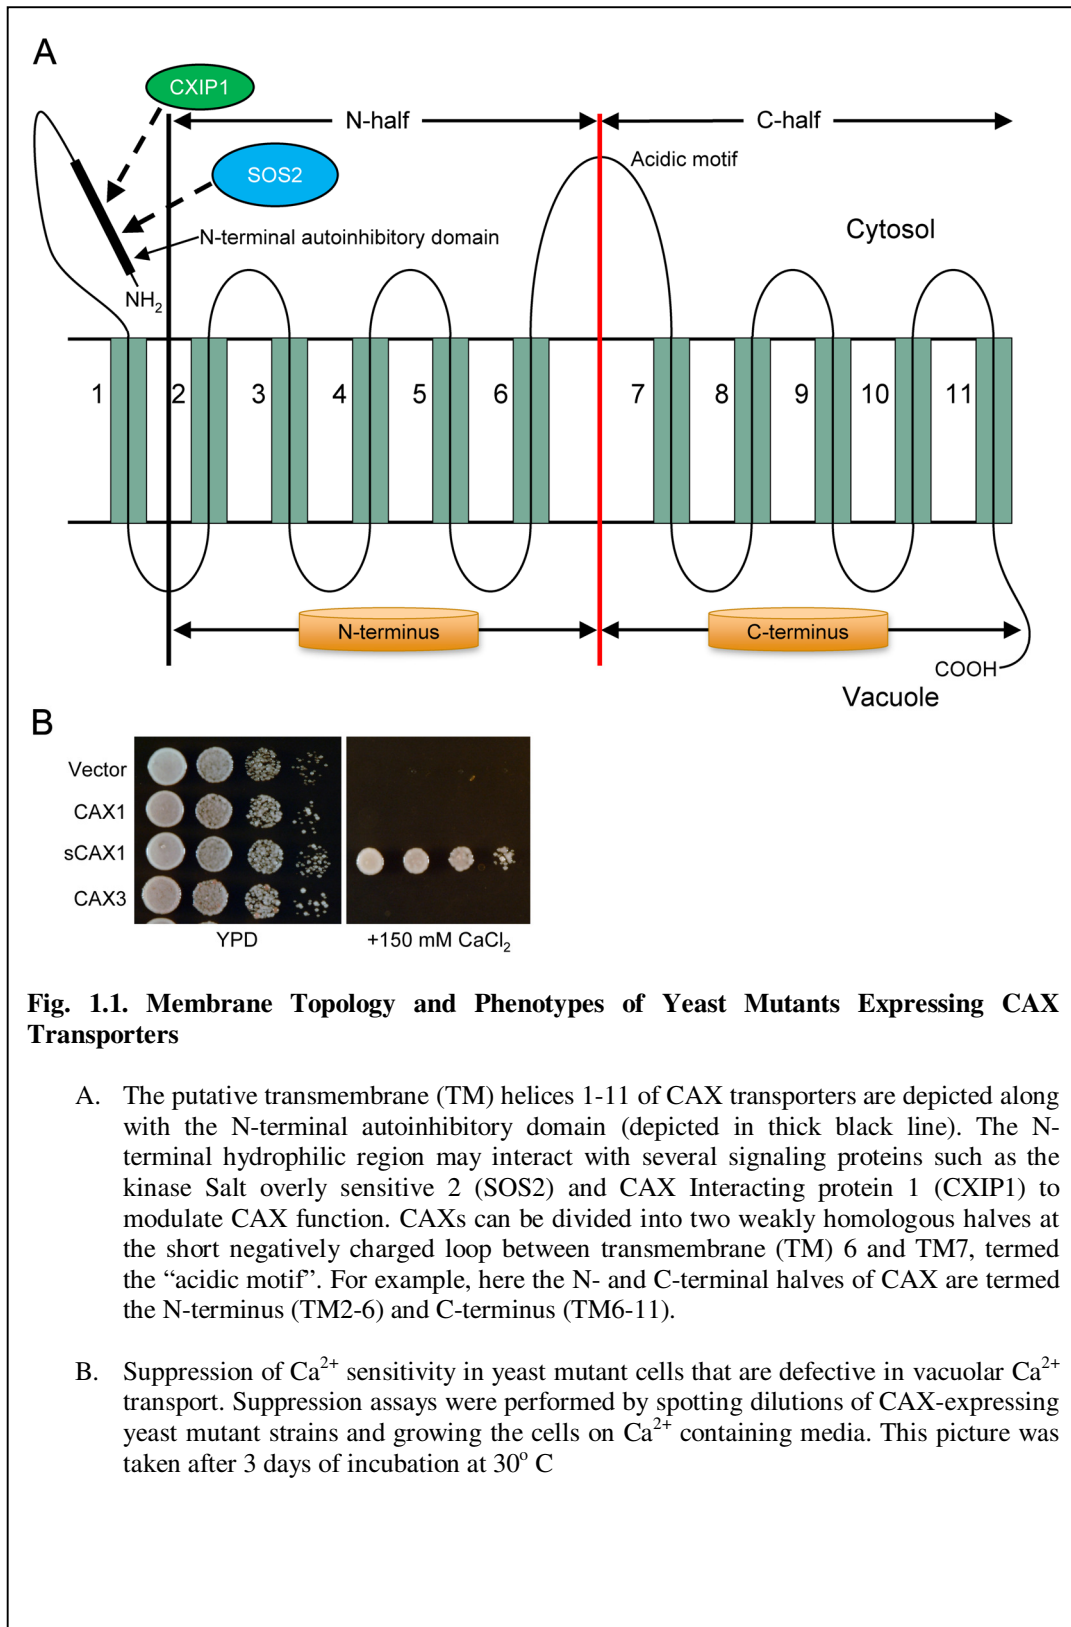 A
CXIP1
N-half
C-half
Acidic motif
SOS2
Cytosol
N-terminal autoinhibitory domain
NH2
1 2 3 4 5 6 7 8 9 10 11
N-terminus
C-terminus
COOH
Vacuole
B
Vector
CAX1
sCAX1
CAX3
YPD
+150 mM CaCl2
Fig. 1.1. Membrane Topology and Phenotypes of Yeast Mutants Expressing CAX
Transporters
A. The putative transmembrane (TM) helices 1-11 of CAX transporters are depicted along
with the N-terminal autoinhibitory domain (depicted in thick black line). The N-
terminal hydrophilic region may interact with several signaling proteins such as the
kinase Salt overly sensitive 2 (SOS2) and CAX Interacting protein 1 (CXIP1) to
modulate CAX function. CAXs can be divided into two weakly homologous halves at
the short negatively charged loop between transmembrane (TM) 6 and TM7, termed
the “acidic motif”. For example, here the N- and C-terminal halves of CAX are termed
the N-terminus (TM2-6) and C-terminus (TM6-11).
B. Suppression of Ca2+ sensitivity in yeast mutant cells that are defective in vacuolar Ca2+
transport. Suppression assays were performed by spotting dilutions of CAX-expressing
yeast mutant strains and growing the cells on Ca2+ containing media. This picture was
taken after 3 days of incubation at 30o C